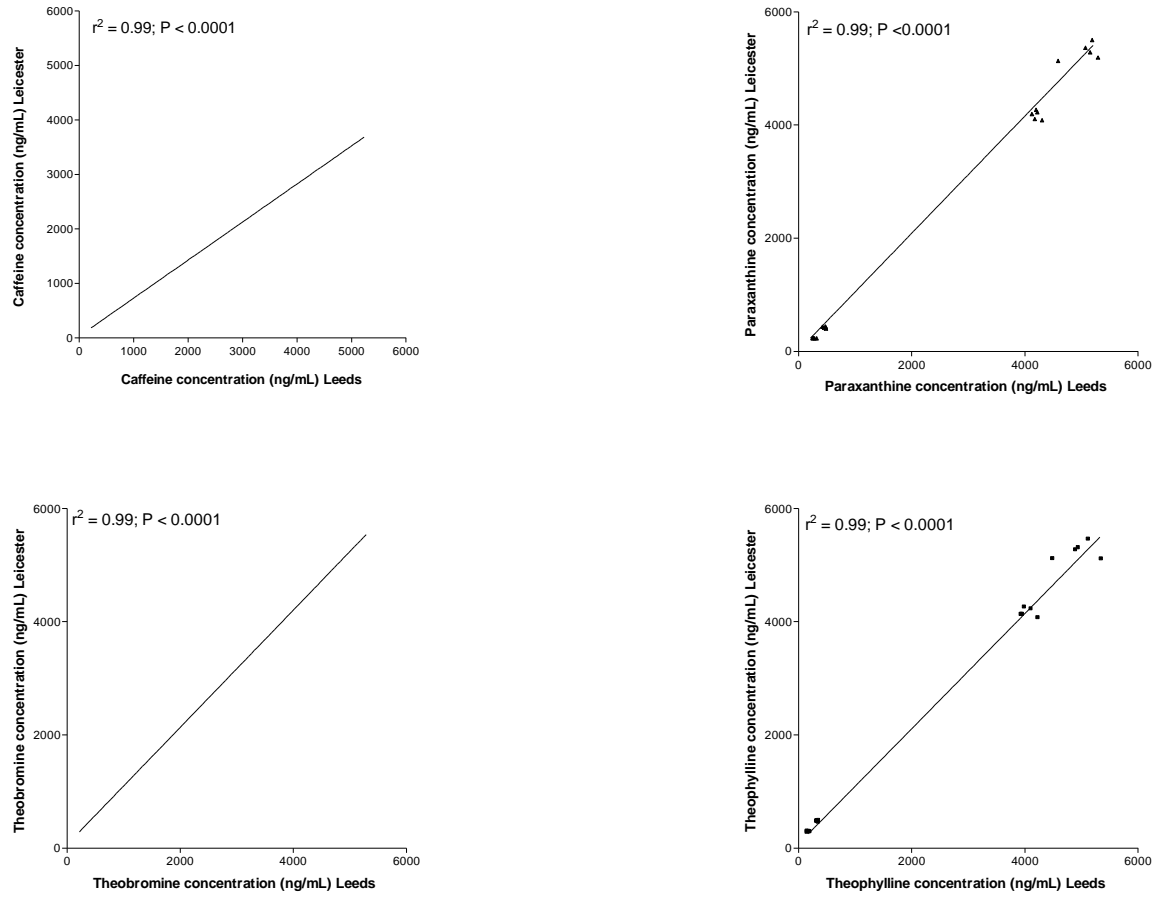 r2 = 0.99; P < 0.0001
Caffeine concentration (ng/mL) Leicester
6000
5000
4000
3000
2000
1000
0
0 1000 2000 3000 4000 5000 6000
Caffeine concentration (ng/mL) Leeds
r2 = 0.99; P <0.0001
Paraxanthine concentration (ng/mL) Leicester
6000
4000
2000
0
0 2000 4000 6000
Paraxanthine concentration (ng/mL) Leeds
r2 = 0.99; P < 0.0001
Theobromine concentration (ng/mL) Leicester
6000
4000
2000
0
0 2000 4000 6000
Theobromine concentration (ng/mL) Leeds
r2 = 0.99; P < 0.0001
Theophylline concentration (ng/mL) Leicester
6000
4000
2000
0
0 2000 4000 6000
Theophylline concentration (ng/mL) Leeds